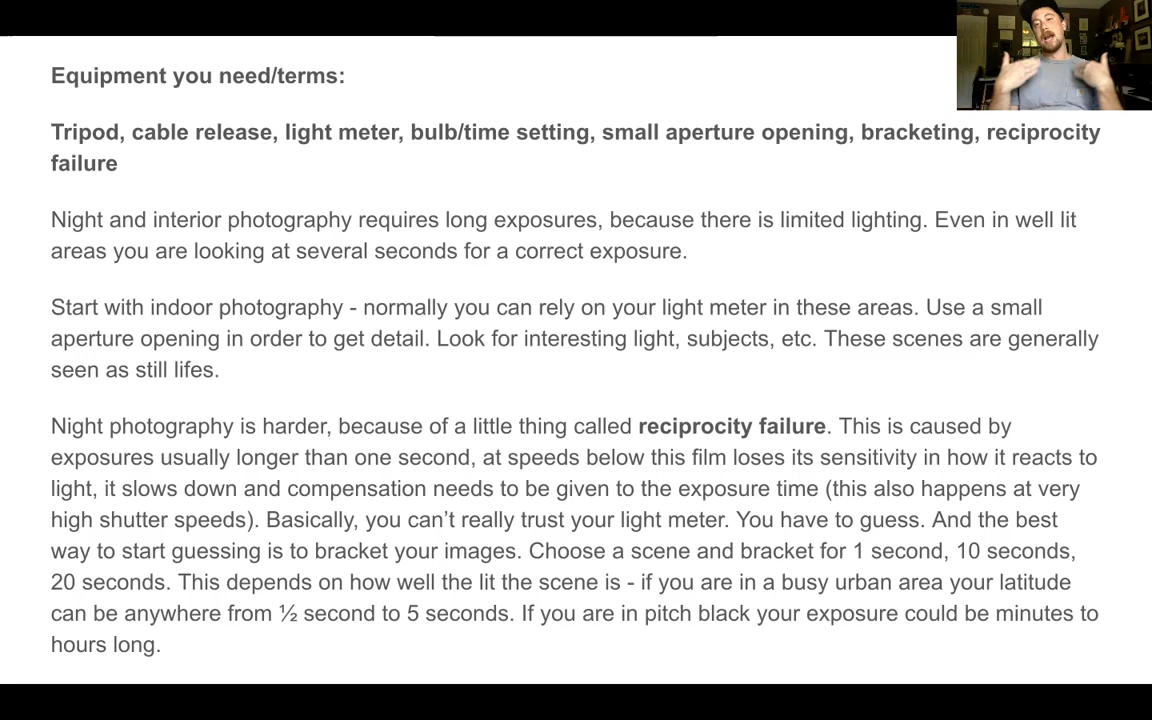 Equipment you need/terms:
Tripod, cable release, light meter, bulb/time setting, small aperture opening, bracketing, reciprocity
failure
Night and interior photography requires long exposures, because there is limited lighting. Even in well lit
areas you are looking at several seconds for a correct exposure.
Start with indoor photography - normally you can rely on your light meter in these areas. Use a small
aperture opening in order to get detail. Look for interesting light, subjects, etc. These scenes are generally
seen as still lifes.
Night photography is harder, because of a little thing called reciprocity failure. This is caused by
exposures usually longer than one second, at speeds below this film loses its sensitivity in how it reacts to
light, it slows down and compensation needs to be given to the exposure time (this also happens at very
high shutter speeds). Basically, you can’t really trust your light meter. You have to guess. And the best
way to start guessing is to bracket your images. Choose a scene and bracket for 1 second, 10 seconds,
20 seconds. This depends on how well the lit the scene is - if you are in a busy urban area your latitude
can be anywhere from ½ second to 5 seconds. If you are in pitch black your exposure could be minutes to
hours long.